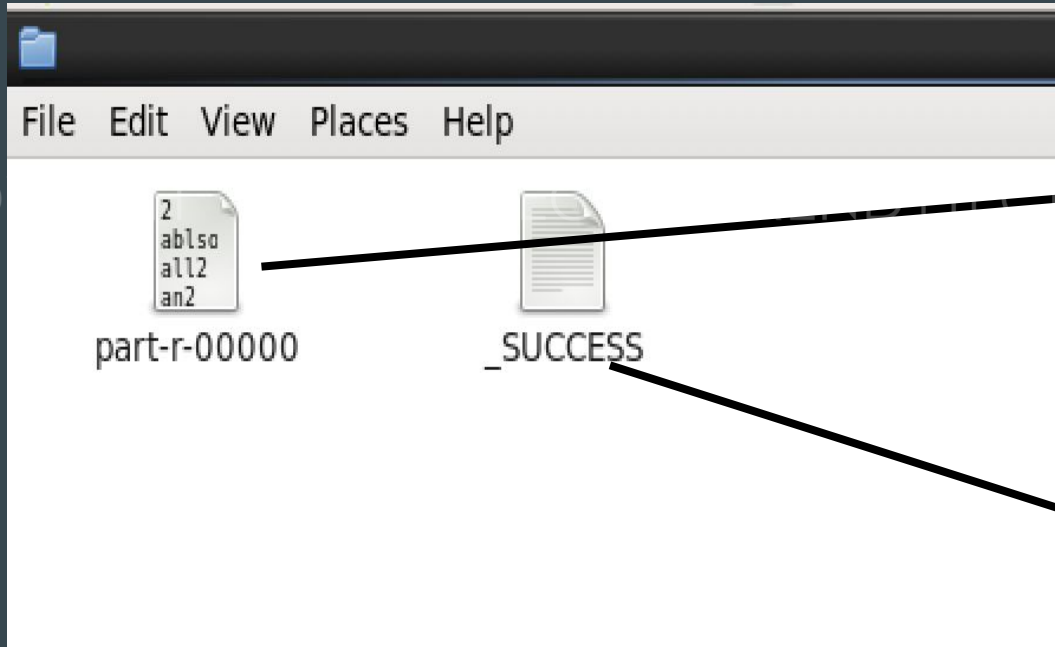 File Edit View Places Help
2
ablso
all2
an2
part-r-00000 _SUCCESS